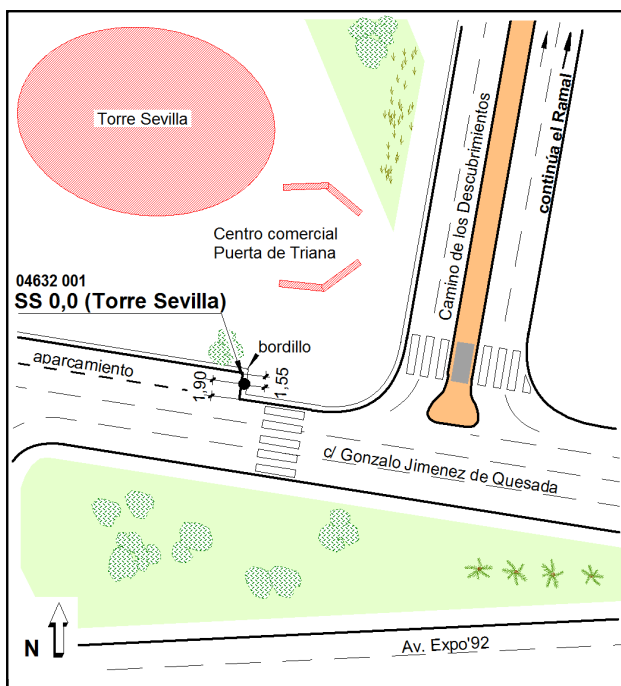 Torre Sevilla
Camino de los Descubrimientos
continúa el Ramal
Centro comercial
Puerta de Triana
04632 001
SS 0,0 (Torre Sevilla)
bordillo
aparcamiento
1,90
1,55
c/ Gonzalo Jimenez de Quesada
N
Av. Expo'92